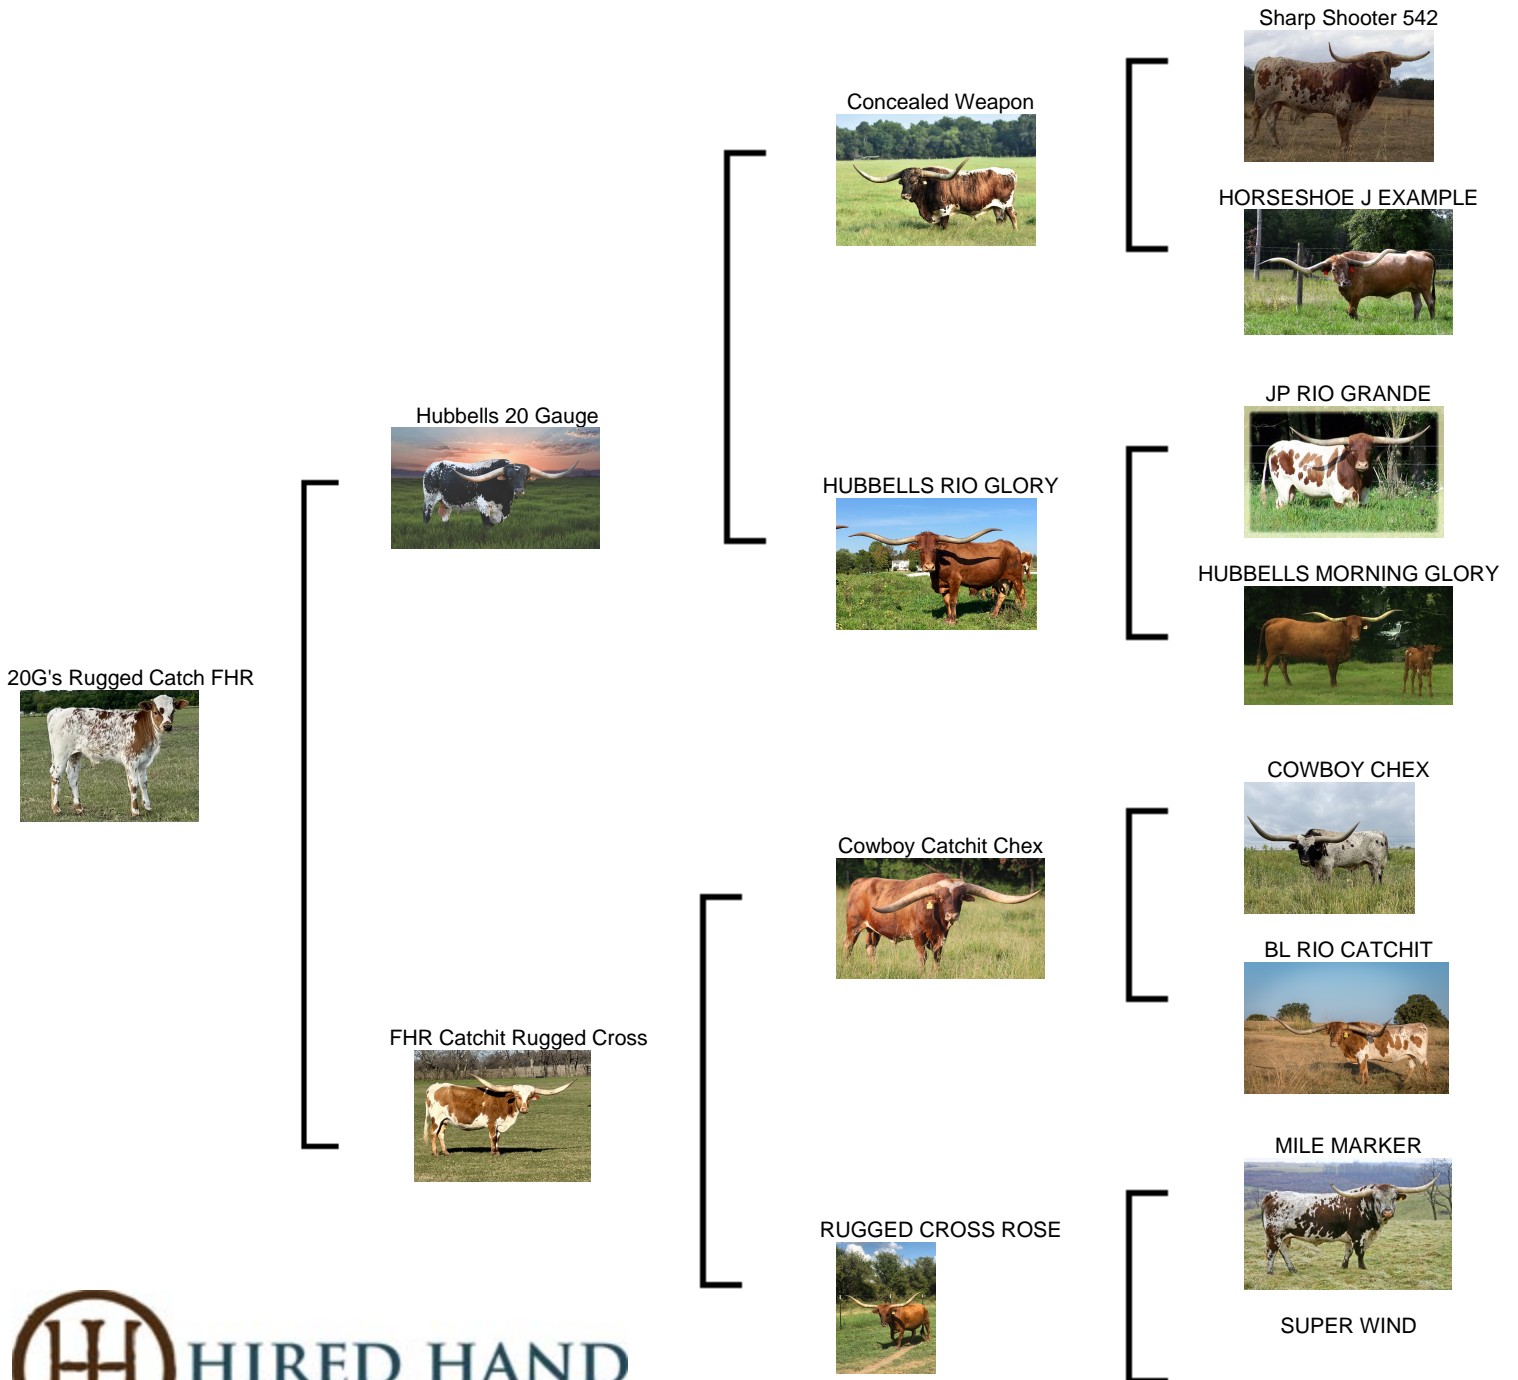 Sharp Shooter 542
Concealed Weapon
HORSESHOE J EXAMPLE
JP RIO GRANDE
Hubbells 20 Gauge
HUBBELLS RIO GLORY
HUBBELLS MORNING GLORY
20G's Rugged Catch FHR
COWBOY CHEX
Cowboy Catchit Chex
BL RIO CATCHIT
FHR Catchit Rugged Cross
MILE MARKER
RUGGED CROSS ROSE
SUPER WIND
HIRED HAND